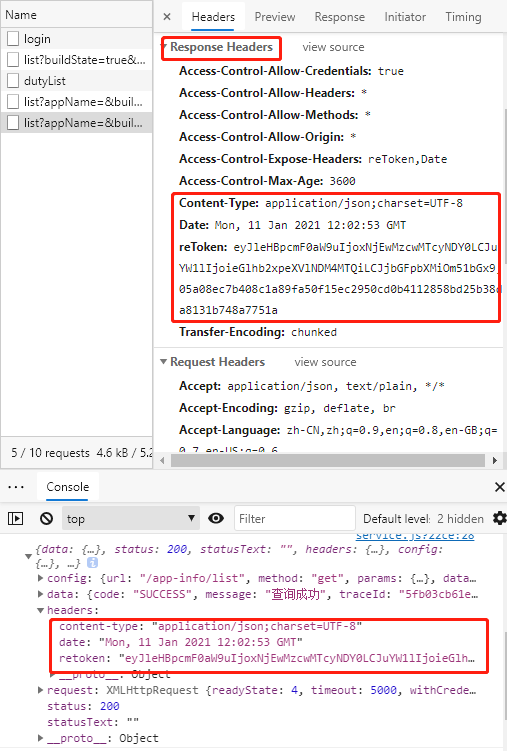 Name
Headers Preview Response Initiator Timing
login
list?buildState=true&...
dutyList
list?appName=&buil...
list?appName=&buil...
Response Headers view source
Access-Control-Allow-Credentials: true
Access-Control-Allow-Headers: *
Access-Control-Allow-Methods: *
Access-Control-Allow-Origin: *
Access-Control-Expose-Headers: reToken,Date
Access-Control-Max-Age: 3600
Content-Type: application/json;charset=UTF-8
Date: Mon, 11 Jan 2021 12:02:53 GMT
reToken: eyJleHBpcmF0aW9uIjoxNjEwMzcwMTcyNDY0LCJu
YW1lIjoieGlhb2xpeXVlNDM4MTQiLCJjbGFpbXMiOm51bGx9
05a08ec7b408c1a89fa50f15ec2950cd0b4112858bd25b38d
a8131b748a7751a
Transfer-Encoding: chunked
Request Headers view source
Accept: application/json, text/plain, */*
Accept-Encoding: gzip, deflate, br
Accept-Language: zh-CN,zh;q=0.9,en;q=0.8,en-GB;q=
0.7,en-US;q=0.6
5 / 10 requests 4.6 kB / 5.2
Console
top Filter Default level: 2 hidden
service.js?22ce:28
{data: {…}, status: 200, statusText: "", headers: {…}, config:
{…}, …}
config: {url: "/app-info/list", method: "get", params: {…}, data…
data: {code: "SUCCESS", message: "查询成功", traceId: "5fb03cb61e…
headers:
content-type: "application/json;charset=UTF-8"
date: "Mon, 11 Jan 2021 12:02:53 GMT"
retoken: "eyJleHBpcmF0aW9uIjoxNjEwMzcwMTcyNDY0LCJuYW1lIjoieGlh…
__proto__: Object
request: XMLHttpRequest {readyState: 4, timeout: 5000, withCrede…
status: 200
statusText: ""
__proto__: Object